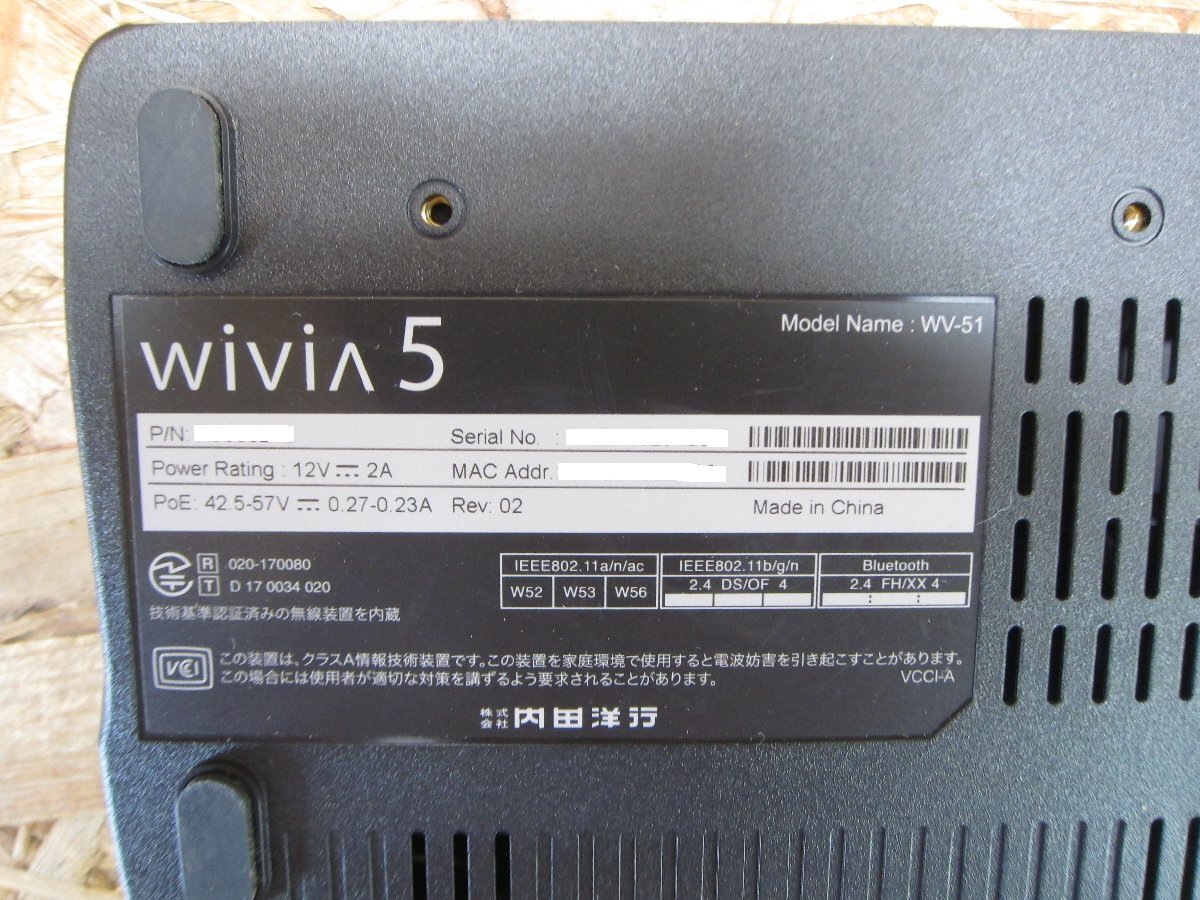 wivia 5
Model Name : WV-51
P/N:
Serial No. :
Power Rating : 12V ⎓ 2A
MAC Addr.
PoE: 42.5-57V ⎓ 0.27-0.23A
Rev: 02
Made in China
R 020-170080
T D 17 0034 020
技術基準認証済みの無線装置を内蔵
IEEE802.11a/n/ac
W52 W53 W56
IEEE802.11b/g/n
2.4 DS/OF 4
Bluetooth
2.4 FH/XX 4
VCI
この装置は、クラスA情報技術装置です。この装置を家庭環境で使用すると電波妨害を引き起こすことがあります。
この場合には使用者が適切な対策を講ずるよう要求されることがあります。
VCCI-A
株式会社 内田洋行